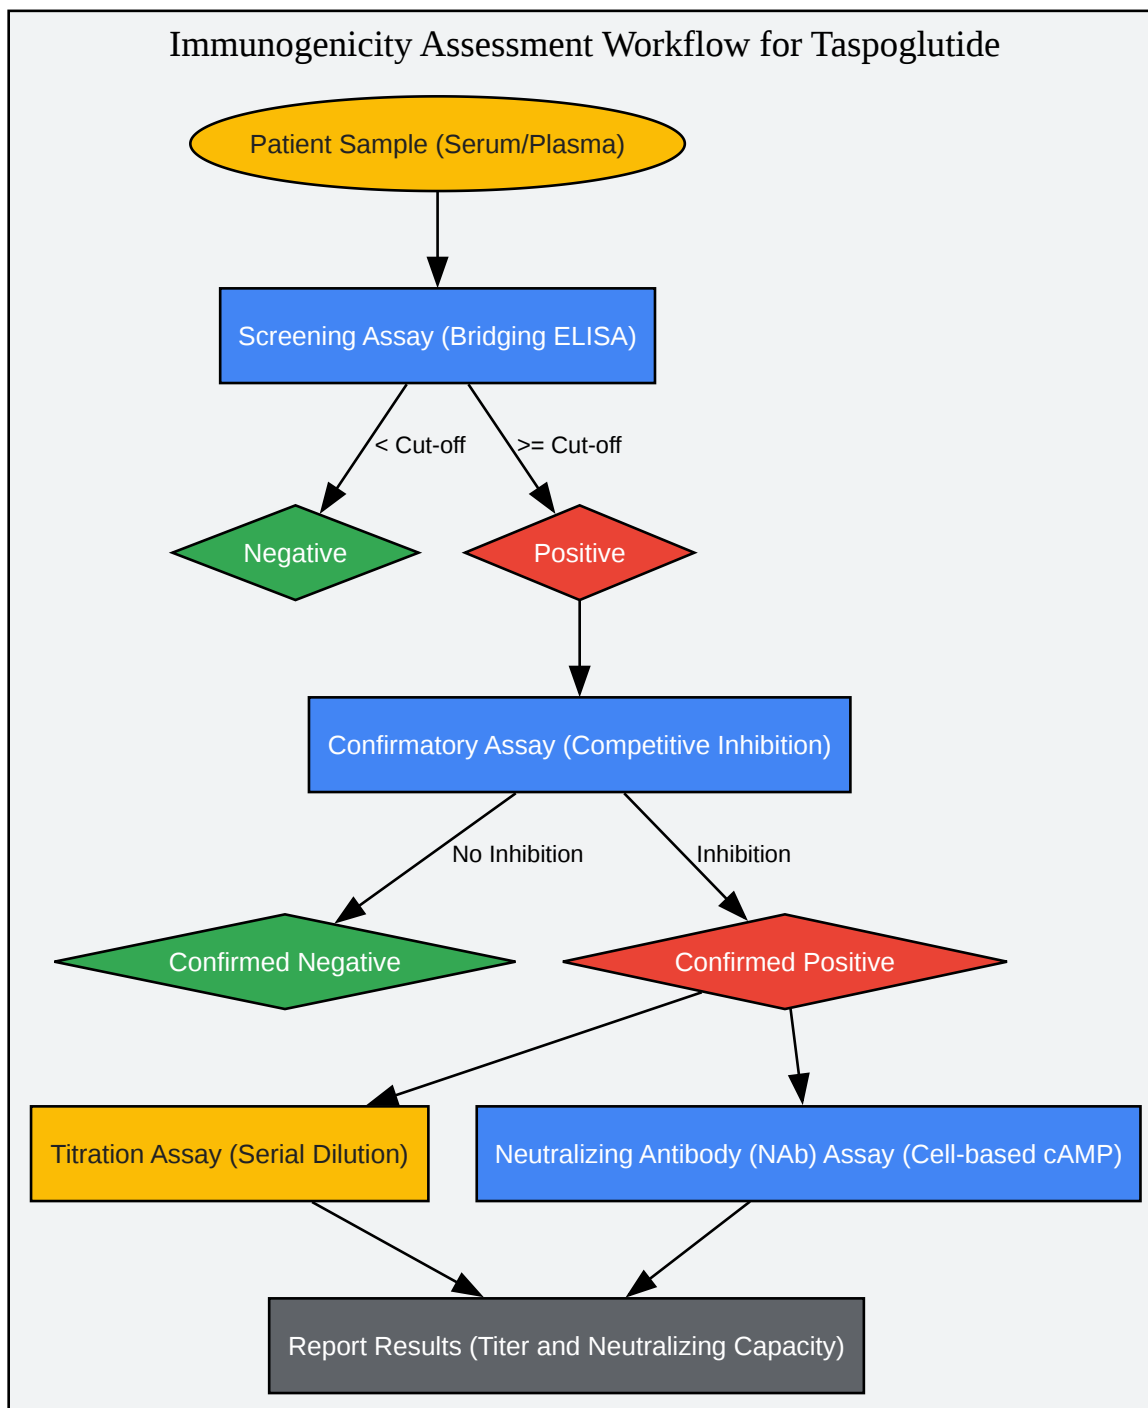 Immunogenicity Assessment Workflow for Taspoglutide
Patient Sample (Serum/Plasma)
Screening Assay (Bridging ELISA)
< Cut-off
>= Cut-off
Negative
Positive
Confirmatory Assay (Competitive Inhibition)
No Inhibition
Inhibition
Confirmed Negative
Confirmed Positive
Titration Assay (Serial Dilution)
Neutralizing Antibody (NAb) Assay (Cell-based cAMP)
Report Results (Titer and Neutralizing Capacity)